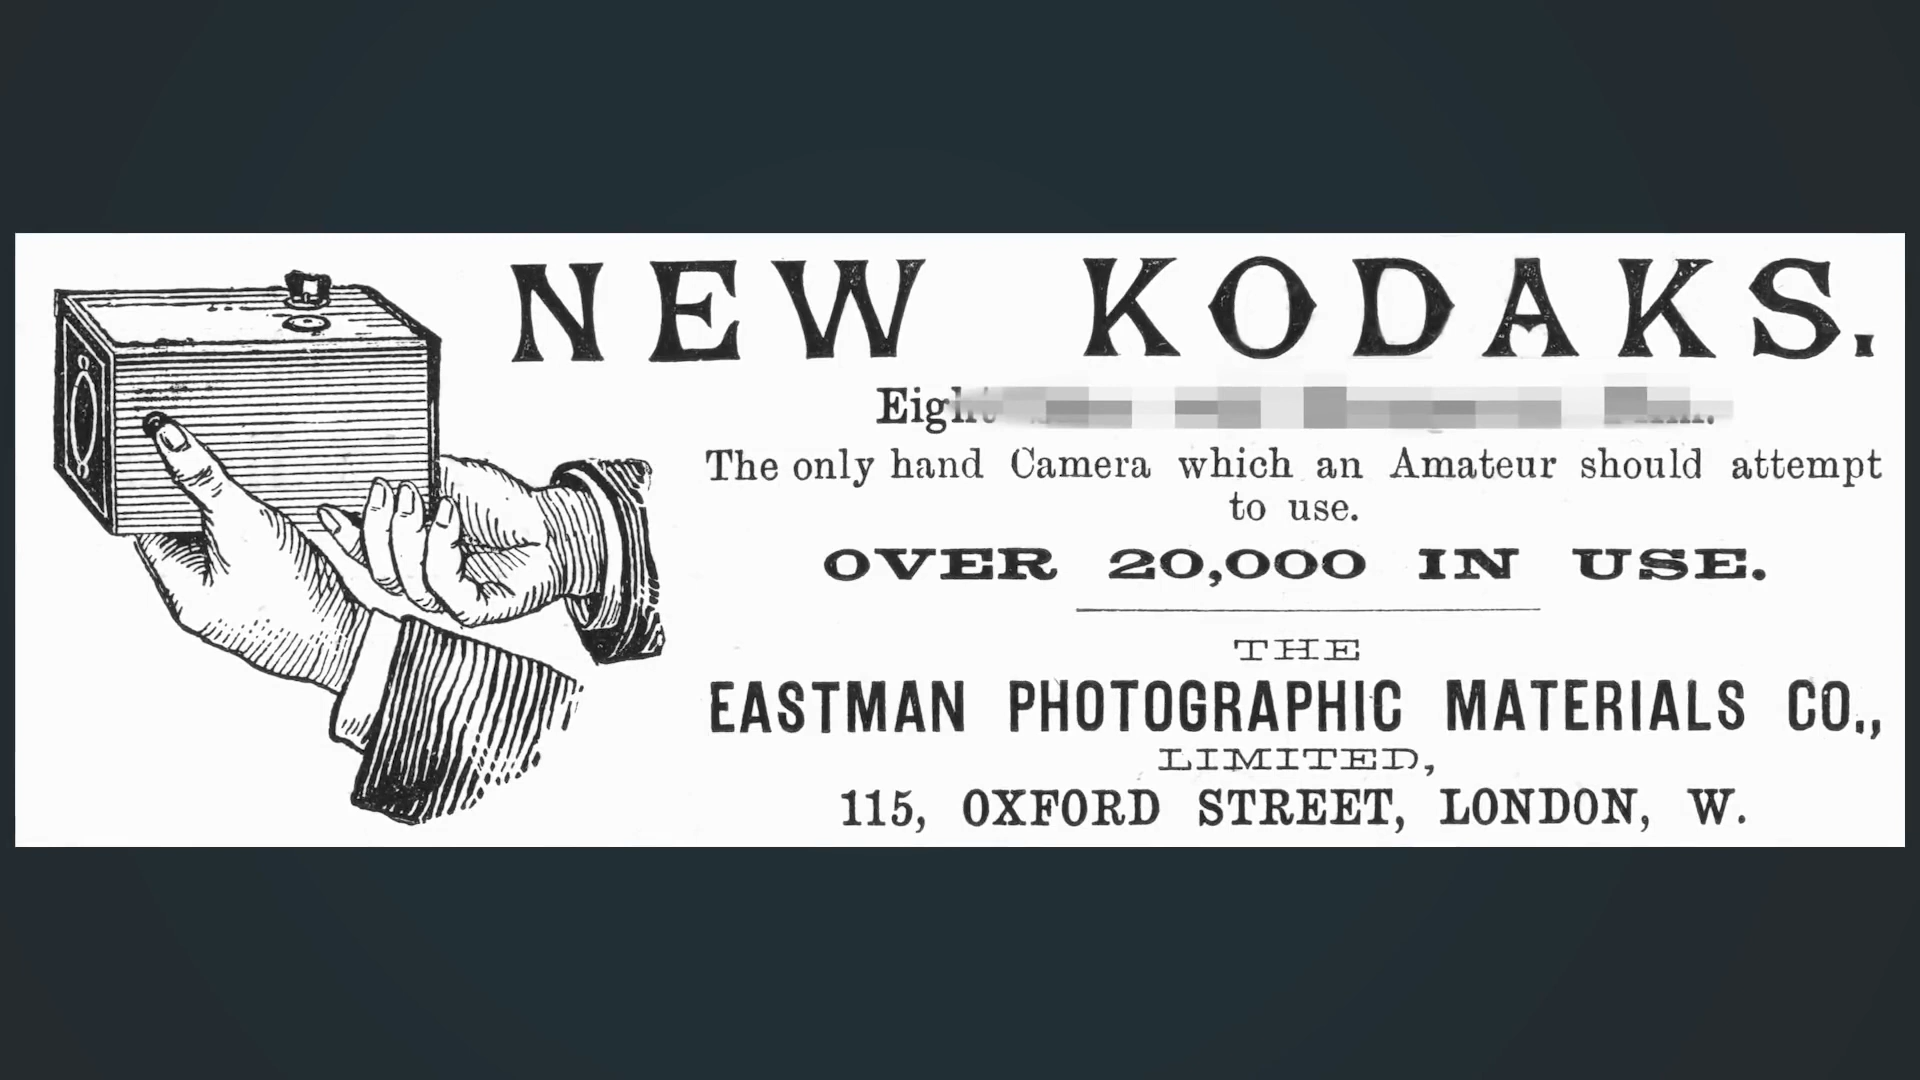 NEW KODAKS.
Eight
The only hand Camera which an Amateur should attempt
to use.
OVER 20,000 IN USE.
THE
EASTMAN PHOTOGRAPHIC MATERIALS CO.,
LIMITED,
115, OXFORD STREET, LONDON, W.